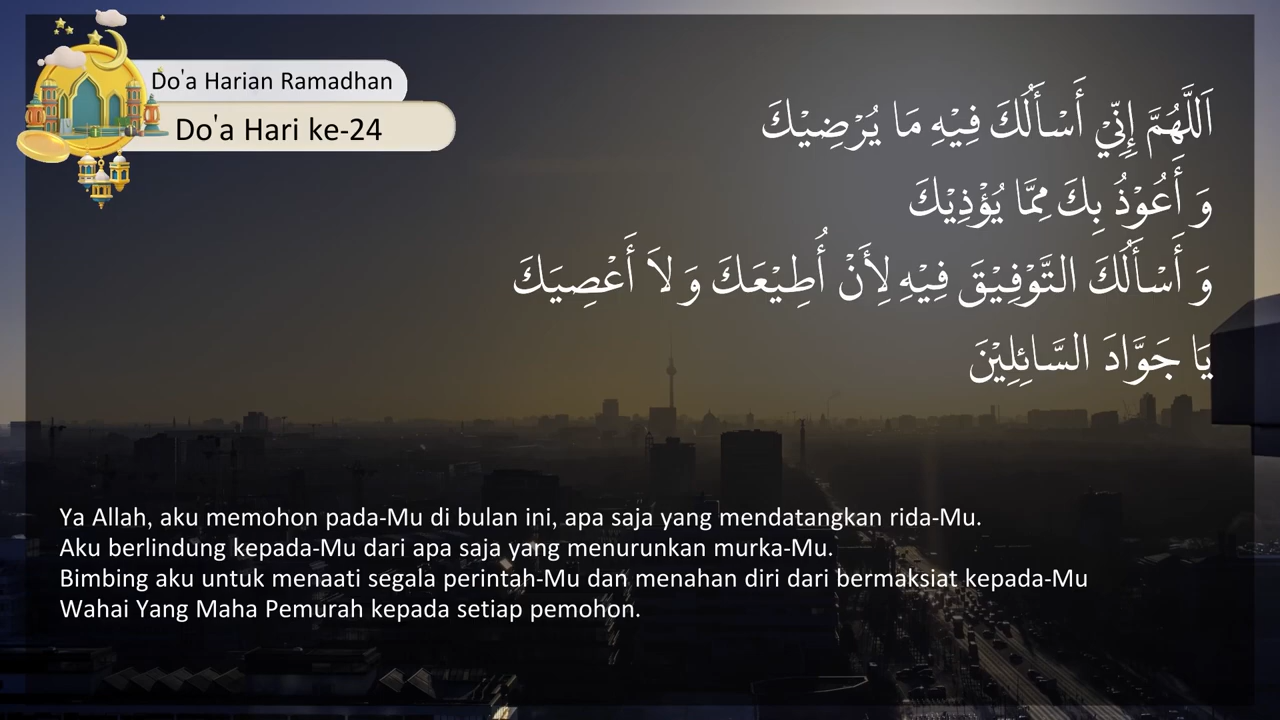 Do'a Harian Ramadhan
Do'a Hari ke-24
اَللَّهُمَّ إِنِّيْ أَسْأَلُكَ فِيْهِ مَا يُرْضِيْكَ
وَ أَعُوْذُ بِكَ مِمَّا يُؤْذِيْكَ
وَ أَسْأَلُكَ التَّوْفِيْقَ فِيْهِ لِأَنْ أُطِيْعَكَ وَ لاَ أَعْصِيَكَ
يَا جَوَّادَ السَّائِلِيْنَ
Ya Allah, aku memohon pada-Mu di bulan ini, apa saja yang mendatangkan rida-Mu.
Aku berlindung kepada-Mu dari apa saja yang menurunkan murka-Mu.
Bimbing aku untuk menaati segala perintah-Mu dan menahan diri dari bermaksiat kepada-Mu
Wahai Yang Maha Pemurah kepada setiap pemohon.